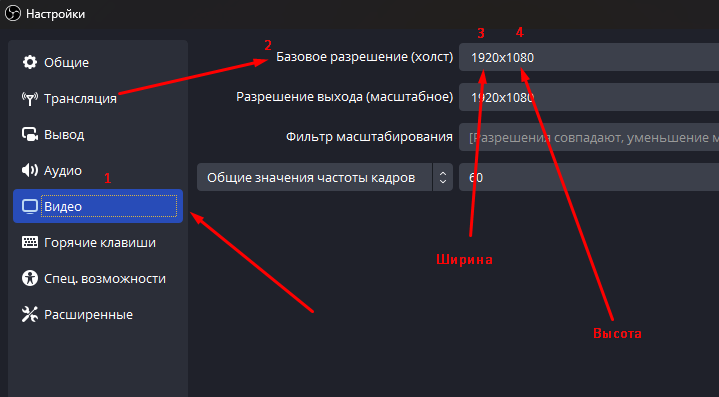 Настройки
Общие
Трансляция
Вывод
Аудио
1
Видео
Горячие клавиши
Спец. возможности
Расширенные
2
3 4
Базовое разрешение (холст) 1920x1080
Разрешение выхода (масштабное) 1920x1080
Фильтр масштабирования [Разрешения совпадают, уменьшение
Общие значения частоты кадров 60
Ширина
Высота